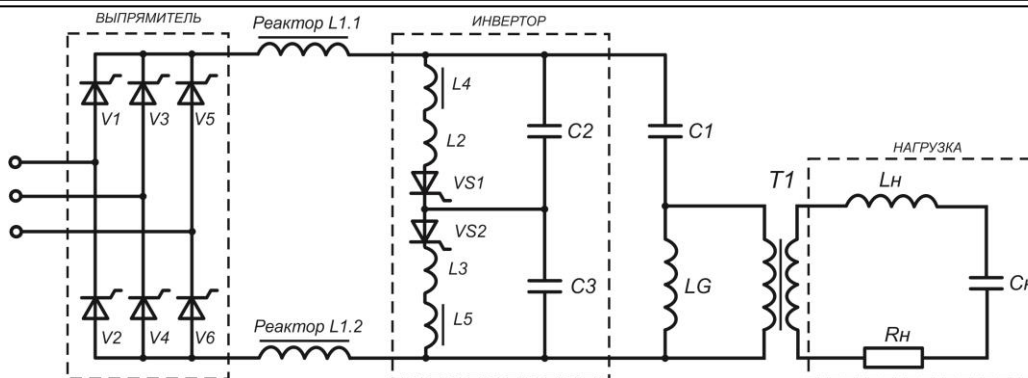 ВЫПРЯМИТЕЛЬ
Реактор L1.1
ИНВЕРТОР
V1
V3
V5
L4
L2
VS1
VS2
L3
L5
C2
C3
C1
LG
T1
НАГРУЗКА
Lн
Rн
V2
V4
V6
Реактор L1.2